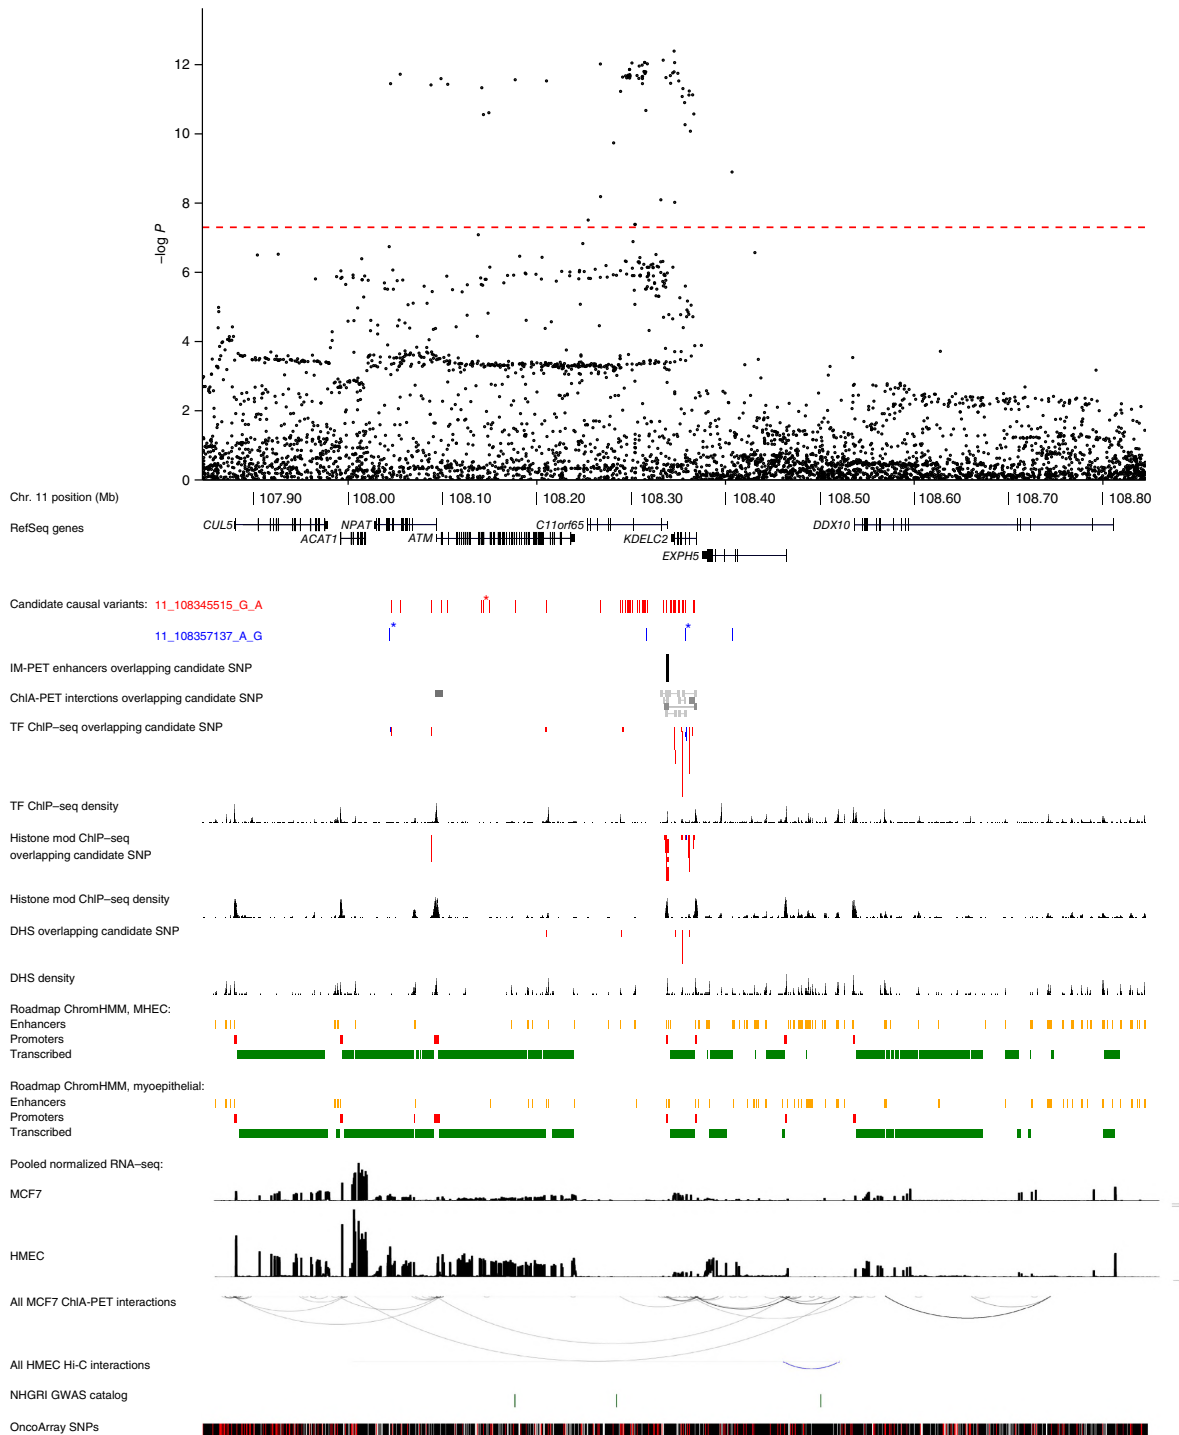 12
10
8
6
4
2
0
–log P
Chr. 11 position (Mb)
107.90 108.00 108.10 108.20 108.30 108.40 108.50 108.60 108.70 108.80
RefSeq genes
CUL5 NPAT C11orf65 DDX10
ACAT1 ATM KDELC2
EXPH5
Candidate causal variants: 11_108345515_G_A *
11_108357137_A_G * *
IM-PET enhancers overlapping candidate SNP
ChIA-PET interctions overlapping candidate SNP
TF ChIP–seq overlapping candidate SNP
TF ChIP–seq density
Histone mod ChIP–seq
overlapping candidate SNP
Histone mod ChIP–seq density
DHS overlapping candidate SNP
DHS density
Roadmap ChromHMM, MHEC:
Enhancers
Promoters
Transcribed
Roadmap ChromHMM, myoepithelial:
Enhancers
Promoters
Transcribed
Pooled normalized RNA–seq:
MCF7
HMEC
All MCF7 ChIA-PET interactions
All HMEC Hi-C interactions
NHGRI GWAS catalog
OncoArray SNPs